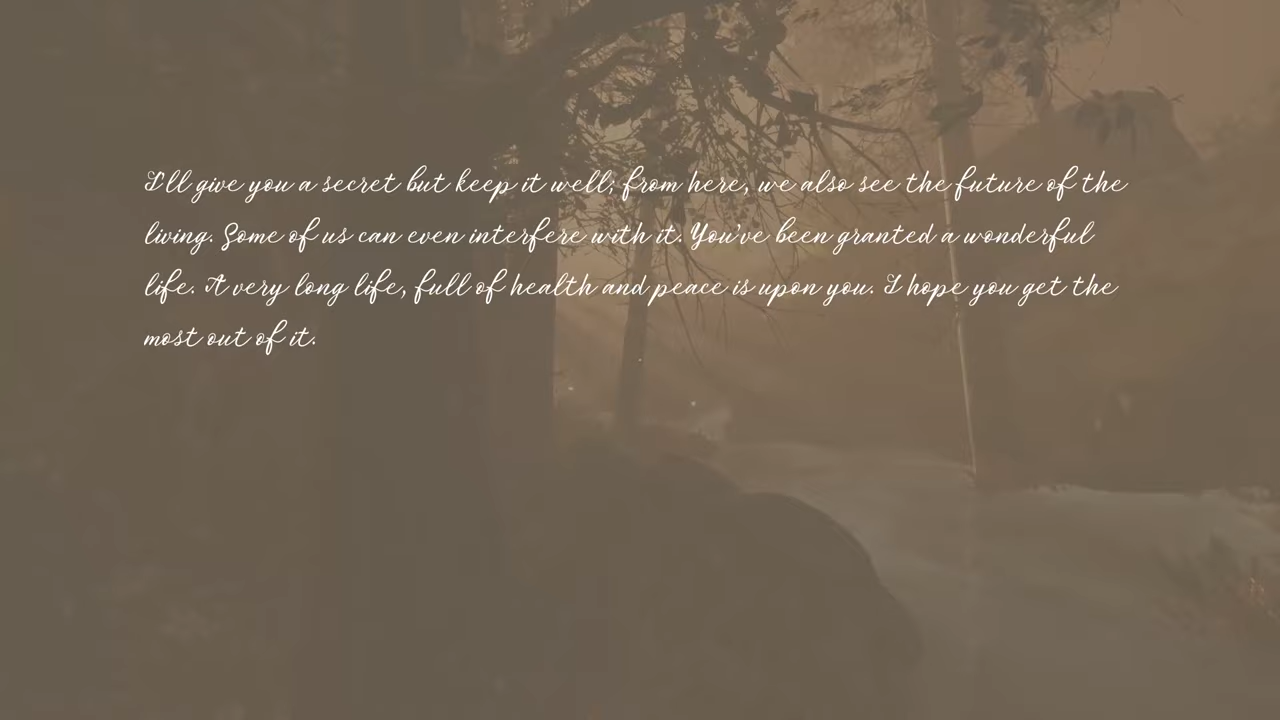 I'll give you a secret but keep it well; from here, we also see the future of the
living. Some of us can even interfere with it. You've been granted a wonderful
life. A very long life, full of health and peace is upon you. I hope you get the
most out of it.